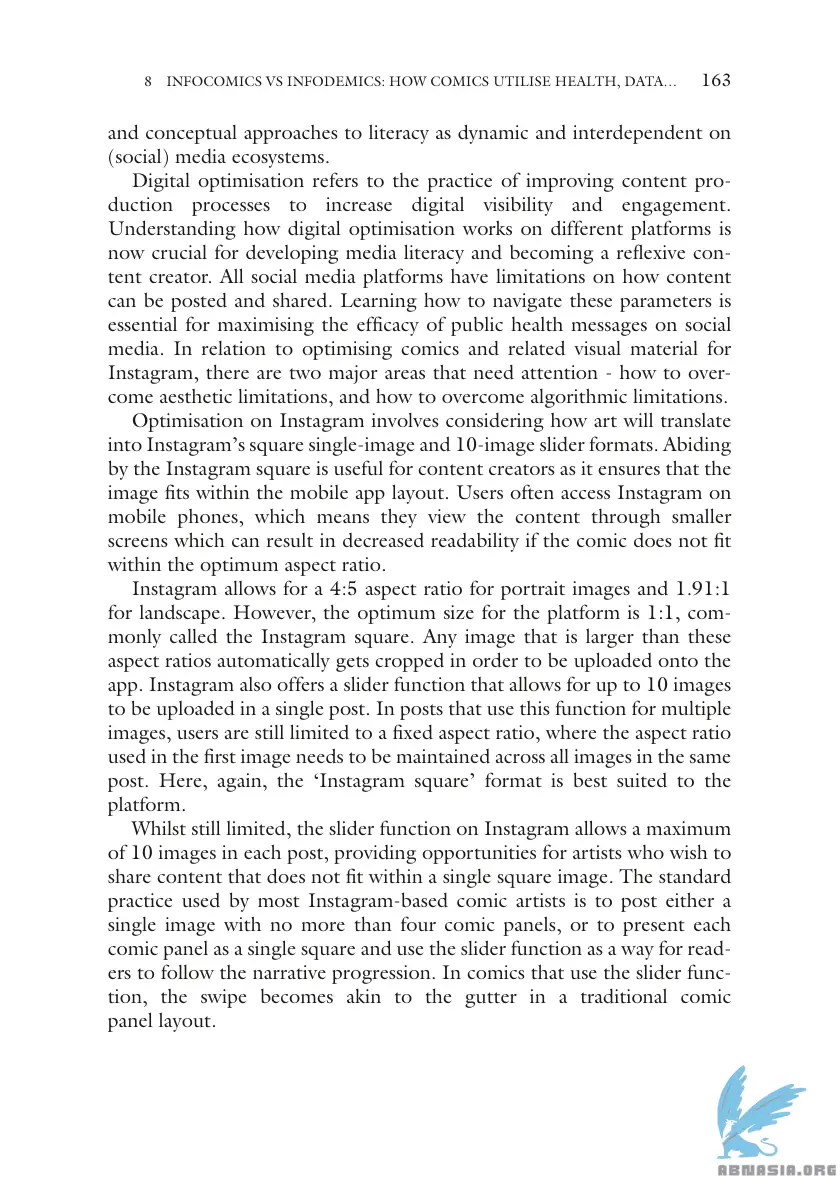 8 INFOCOMICS VS INFODEMICS: HOW COMICS UTILISE HEALTH, DATA… 163
and conceptual approaches to literacy as dynamic and interdependent on
(social) media ecosystems.
Digital optimisation refers to the practice of improving content pro-
duction processes to increase digital visibility and engagement.
Understanding how digital optimisation works on different platforms is
now crucial for developing media literacy and becoming a reflexive con-
tent creator. All social media platforms have limitations on how content
can be posted and shared. Learning how to navigate these parameters is
essential for maximising the efficacy of public health messages on social
media. In relation to optimising comics and related visual material for
Instagram, there are two major areas that need attention - how to over-
come aesthetic limitations, and how to overcome algorithmic limitations.
Optimisation on Instagram involves considering how art will translate
into Instagram’s square single-image and 10-image slider formats. Abiding
by the Instagram square is useful for content creators as it ensures that the
image fits within the mobile app layout. Users often access Instagram on
mobile phones, which means they view the content through smaller
screens which can result in decreased readability if the comic does not fit
within the optimum aspect ratio.
Instagram allows for a 4:5 aspect ratio for portrait images and 1.91:1
for landscape. However, the optimum size for the platform is 1:1, com-
monly called the Instagram square. Any image that is larger than these
aspect ratios automatically gets cropped in order to be uploaded onto the
app. Instagram also offers a slider function that allows for up to 10 images
to be uploaded in a single post. In posts that use this function for multiple
images, users are still limited to a fixed aspect ratio, where the aspect ratio
used in the first image needs to be maintained across all images in the same
post. Here, again, the ‘Instagram square’ format is best suited to the
platform.
Whilst still limited, the slider function on Instagram allows a maximum
of 10 images in each post, providing opportunities for artists who wish to
share content that does not fit within a single square image. The standard
practice used by most Instagram-based comic artists is to post either a
single image with no more than four comic panels, or to present each
comic panel as a single square and use the slider function as a way for read-
ers to follow the narrative progression. In comics that use the slider func-
tion, the swipe becomes akin to the gutter in a traditional comic
panel layout.
ABNASIA.ORG